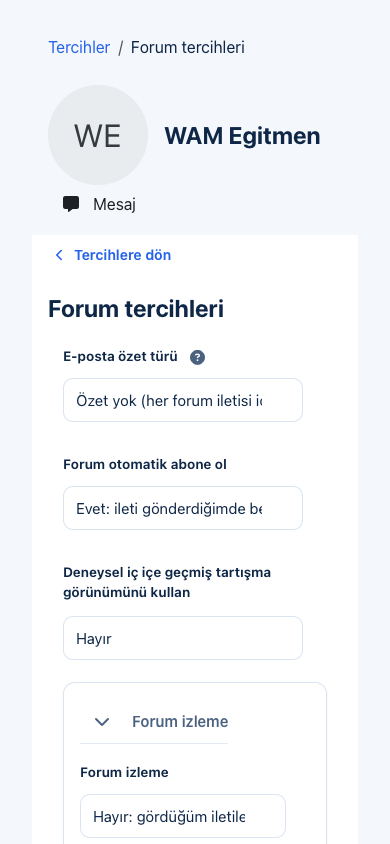 Tercihler / Forum tercihleri
WE
WAM Egitmen
Mesaj
Tercihlere dön
Forum tercihleri
E-posta özet türü ?
Özet yok (her forum iletisi
Forum otomatik abone ol
Evet: ileti gönderdiğimde
Deneysel iç içe geçmiş tartışma
görünümünü kullan
Hayır
Forum izleme
Forum izleme
Hayır: gördüğüm